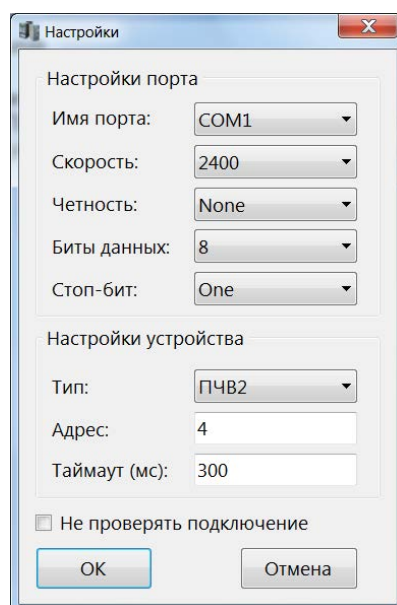 Настройки
Настройки порта
Имя порта: COM1
Скорость: 2400
Четность: None
Биты данных: 8
Стоп-бит: One
Настройки устройства
Тип: ПЧВ2
Адрес: 4
Таймаут (мс): 300
Не проверять подключение
OK Отмена